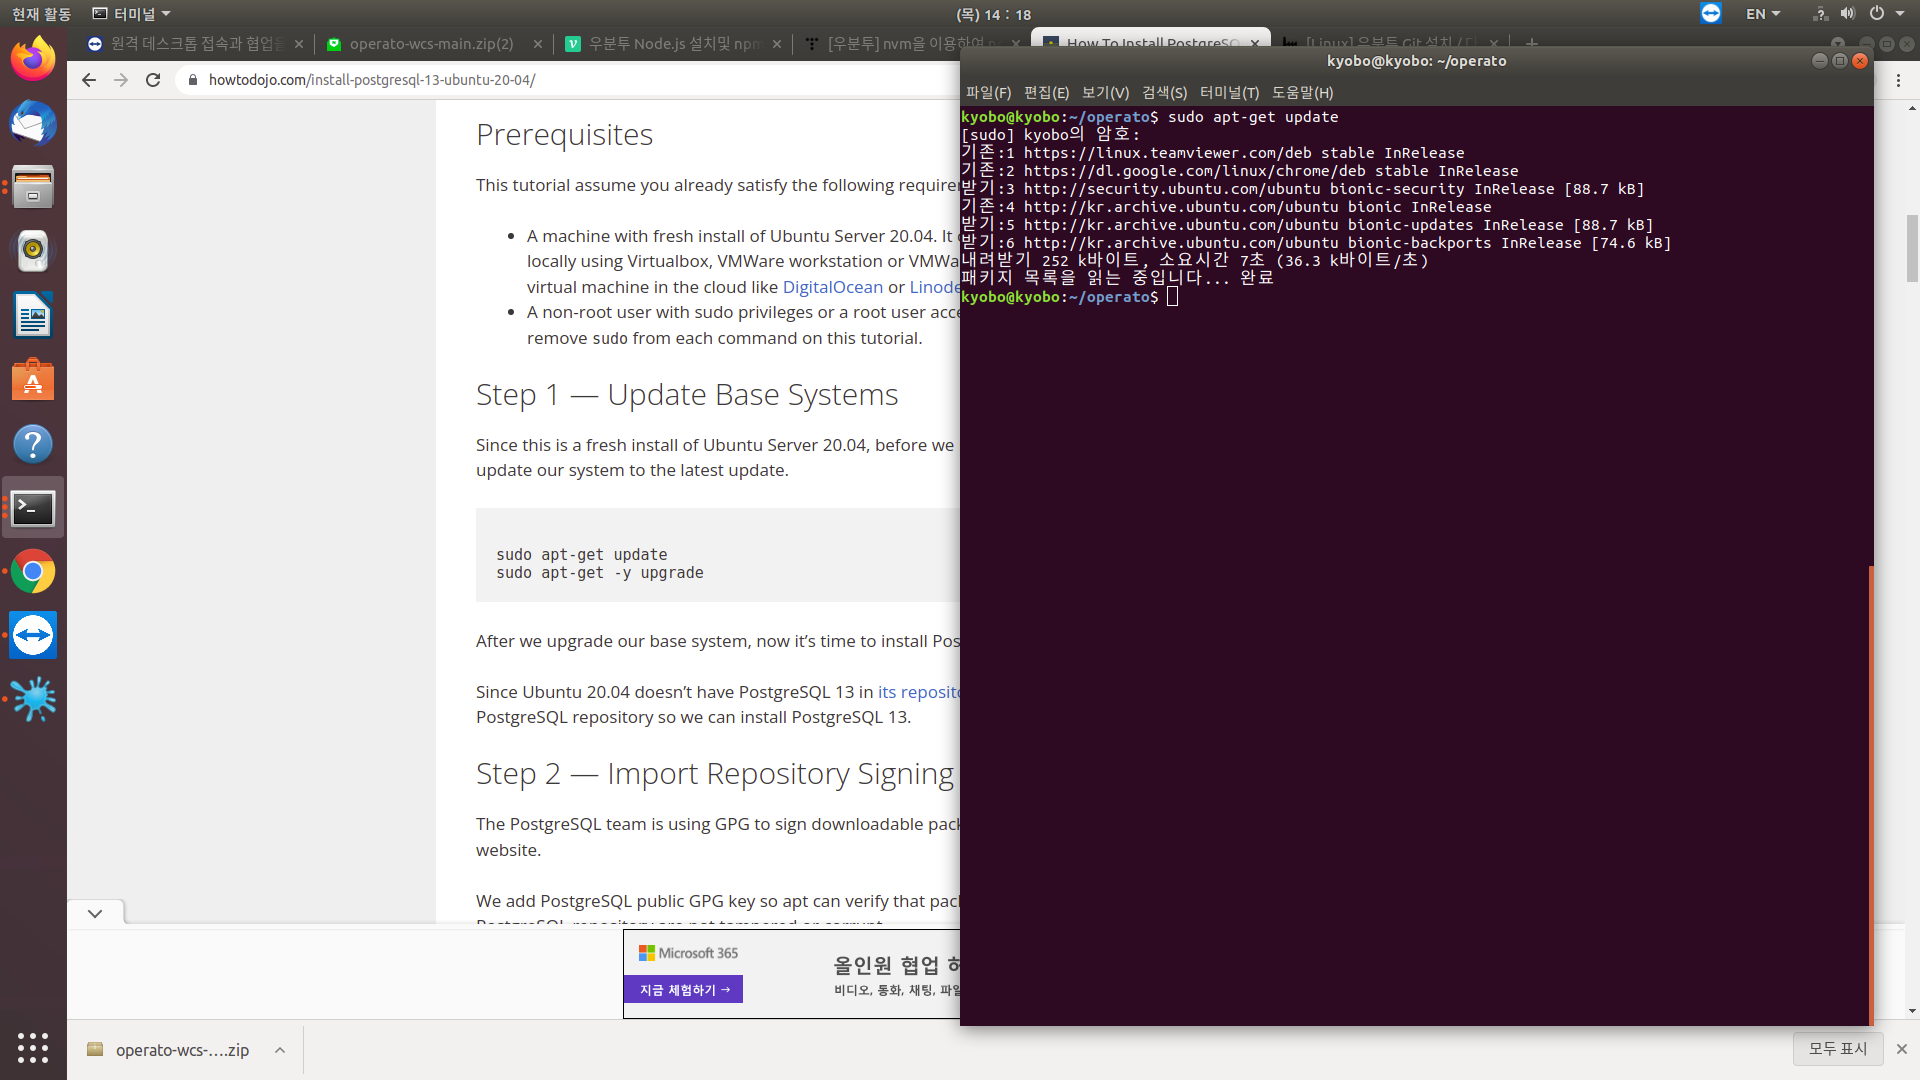 현재 활동
터미널
(목) 14 : 18
EN
원격 데스크톱 접속과 협업을
operato-wcs-main.zip(2)
우분투 Node.js 설치및 npm
[우분투] nvm을 이용하여 n
How To Install PostgreSQ
[Linux] 우분투 Git 설치 /
howtodojo.com/install-postgresql-13-ubuntu-20-04/
Prerequisites
This tutorial assume you already satisfy the following require
A machine with fresh install of Ubuntu Server 20.04. It
locally using Virtualbox, VMWare workstation or VMWa
virtual machine in the cloud like DigitalOcean or Linode
A non-root user with sudo privileges or a root user acc
remove sudo from each command on this tutorial.
Step 1 — Update Base Systems
Since this is a fresh install of Ubuntu Server 20.04, before we
update our system to the latest update.
sudo apt-get update
sudo apt-get -y upgrade
After we upgrade our base system, now it’s time to install Pos
Since Ubuntu 20.04 doesn’t have PostgreSQL 13 in its reposito
PostgreSQL repository so we can install PostgreSQL 13.
Step 2 — Import Repository Signing
The PostgreSQL team is using GPG to sign downloadable pack
website.
We add PostgreSQL public GPG key so apt can verify that pac
PostgreSQL repository are not tampered or corrupt.
Microsoft 365
지금 체험하기 →
올인원 협업 허
비디오, 통화, 채팅, 파일
operato-wcs-....zip
모두 표시
kyobo@kyobo: ~/operato
파일(F) 편집(E) 보기(V) 검색(S) 터미널(T) 도움말(H)
kyobo@kyobo:~/operato$ sudo apt-get update
[sudo] kyobo의 암호:
기존:1 https://linux.teamviewer.com/deb stable InRelease
기존:2 https://dl.google.com/linux/chrome/deb stable InRelease
받기:3 http://security.ubuntu.com/ubuntu bionic-security InRelease [88.7 kB]
기존:4 http://kr.archive.ubuntu.com/ubuntu bionic InRelease
받기:5 http://kr.archive.ubuntu.com/ubuntu bionic-updates InRelease [88.7 kB]
받기:6 http://kr.archive.ubuntu.com/ubuntu bionic-backports InRelease [74.6 kB]
내려받기 252 k바이트, 소요시간 7초 (36.3 k바이트/초)
패키지 목록을 읽는 중입니다... 완료
kyobo@kyobo:~/operato$